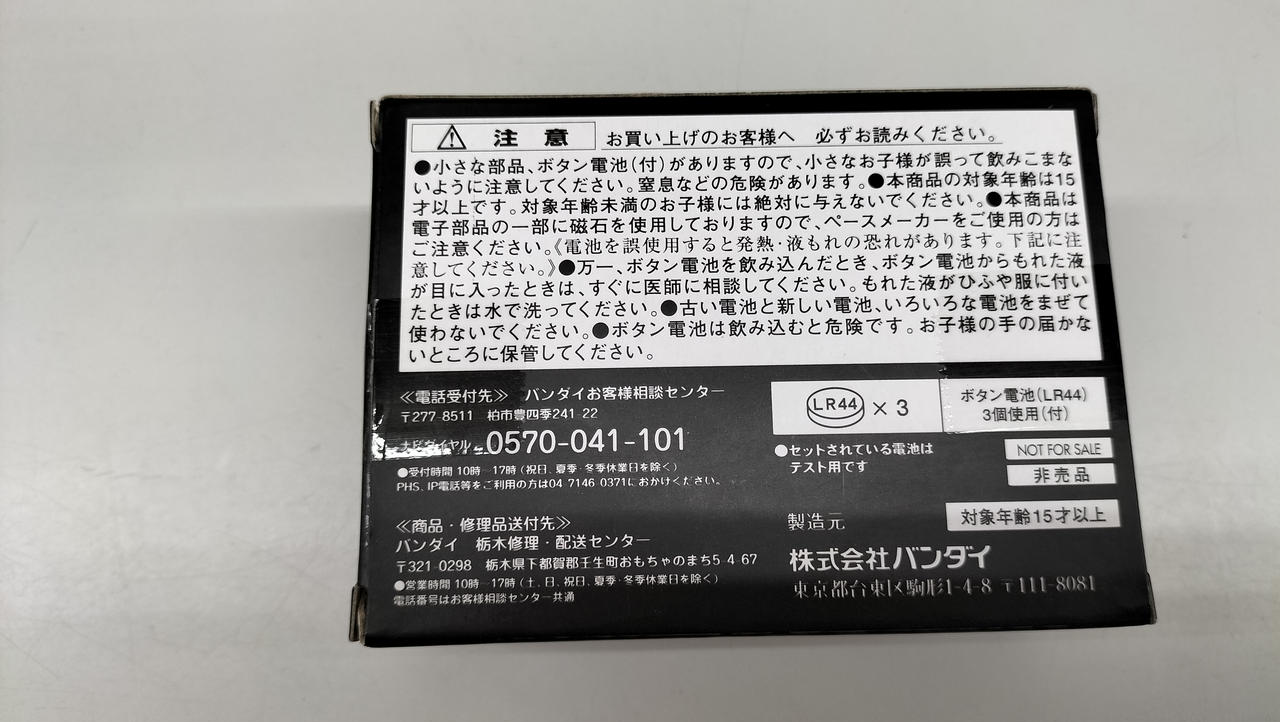 注意 お買い上げのお客様へ 必ずお読みください。
●小さな部品、ボタン電池(付)がありますので、小さなお子様が誤って飲みこまな
いように注意してください。窒息などの危険があります。●本商品の対象年齢は15
才以上です。対象年齢未満のお子様には絶対に与えないでください。●本商品は
電子部品の一部に磁石を使用しておりますので、ペースメーカーをご使用の方は
ご注意ください。《電池を誤使用すると発熱・液もれの恐れがあります。下記に注
意してください。》●万一、ボタン電池を飲み込んだとき、ボタン電池からもれた液
が目に入ったときは、すぐに医師に相談してください。もれた液がひふや服に付い
たときは水で洗ってください。●古い電池と新しい電池、いろいろな電池をまぜて
使わないでください。●ボタン電池は飲み込むと危険です。お子様の手の届かな
いところに保管してください。
≪電話受付先≫ バンダイお客様相談センター
〒277-8511 柏市豊四季241-22
ナビダイヤル 0570-041-101
●受付時間 10時―17時(祝日、夏季・冬季休業日を除く)
PHS、IP電話等をご利用の方は04-7146-0371におかけください。
≪商品・修理品送付先≫
バンダイ 栃木修理・配送センター
〒321-0298 栃木県下都賀郡壬生町おもちゃのまち5-4-67
●営業時間 10時―17時(土、日、祝日、夏季・冬季休業日を除く)
電話番号はお客様相談センター共通
LR44 × 3
ボタン電池(LR44)
3個使用(付)
●セットされている電池は
テスト用です
NOT FOR SALE
非売品
対象年齢15才以上
製造元
株式会社バンダイ
東京都台東区駒形1-4-8 〒111-8081